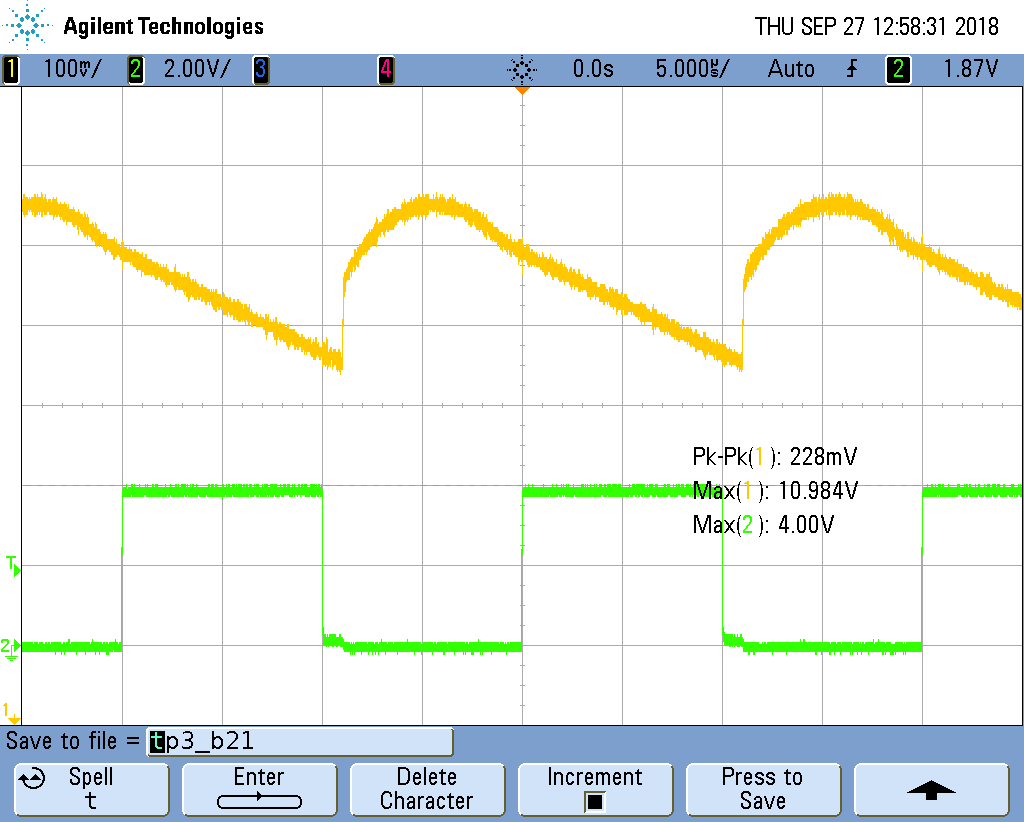 Agilent Technologies THU SEP 27 12:58:31 2018
1 100mV/ 2 2.00V/ 3 4 0.0s 5.000µs/ Auto 2 1.87V
Pk-Pk(1): 228mV
Max(1): 10.984V
Max(2): 4.00V
T
2
1
Save to file = tp3_b21
Spell Enter Delete Increment Press to
t Character Save